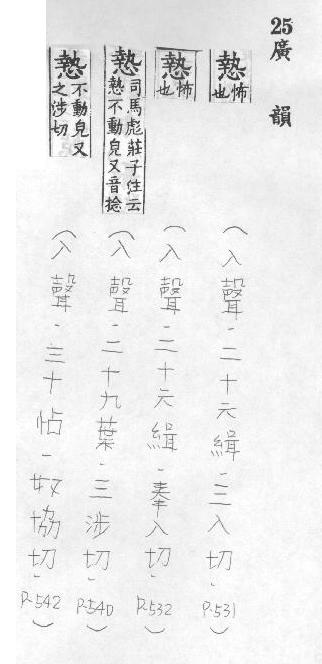 25 廣韻
慹 怖也
(入聲.二十六緝.之入切.P.531)
慹 怖也
(入聲.二十六緝.奉入切.P.532)
慹 司馬彪莊子注云慹不動皃又音捻
(入聲.二十九葉.之涉切.P.540)
慹 不動皃又之涉切
(入聲.三十帖.奴協切.P.542)